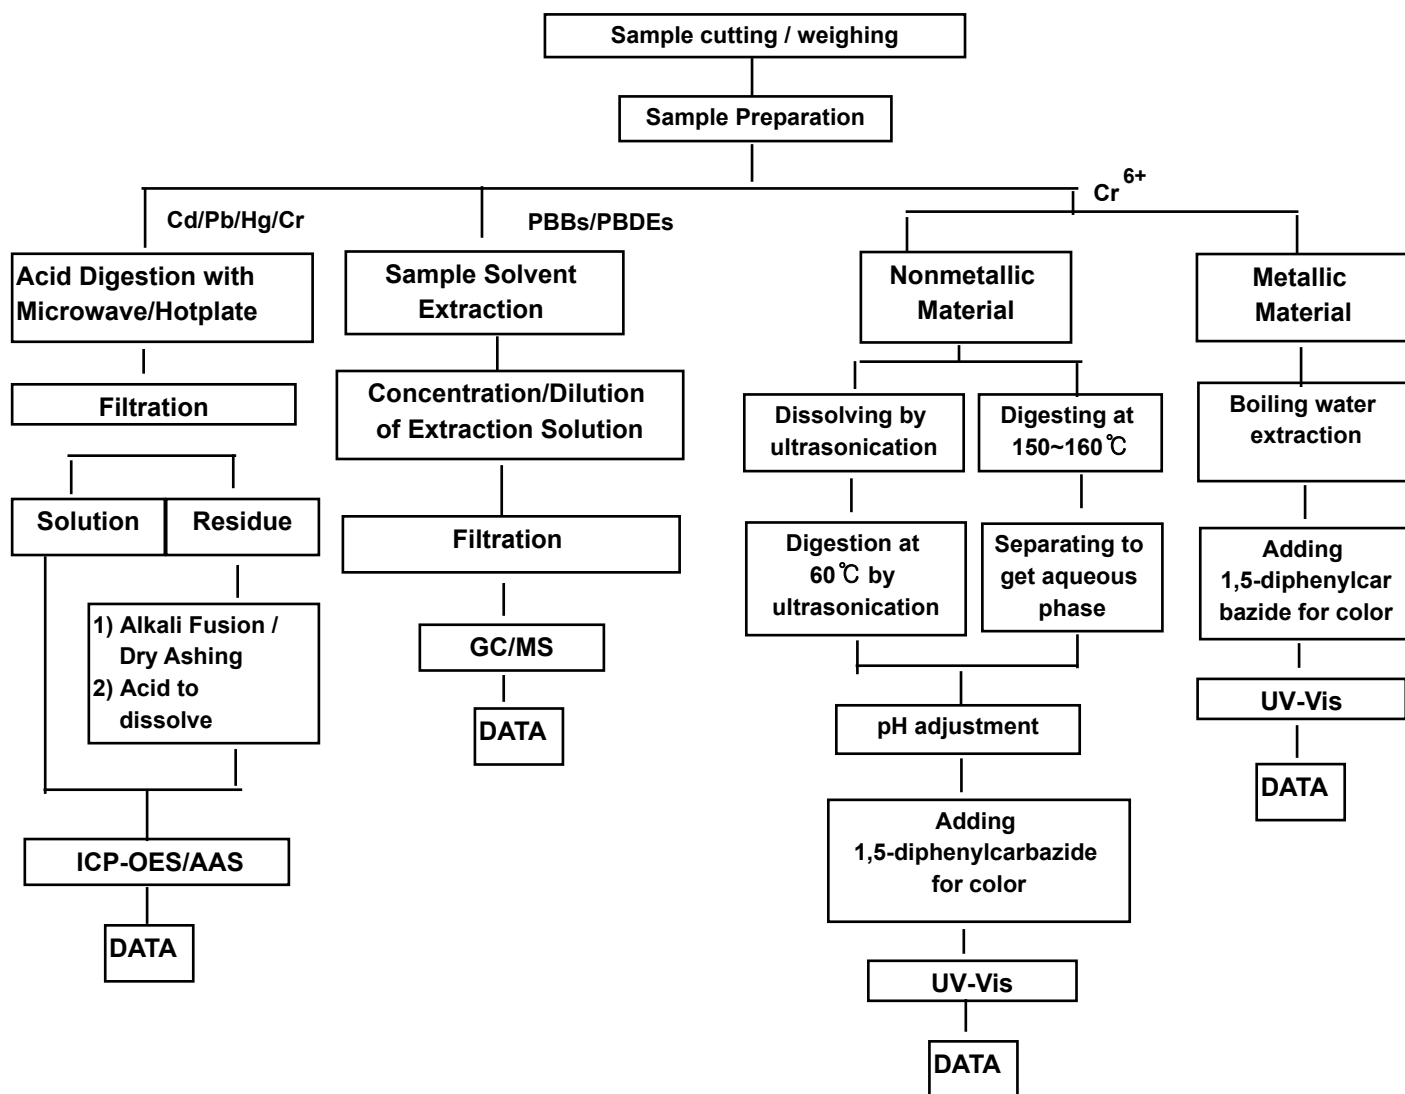 Sample cutting / weighing
Sample Preparation
Cd/Pb/Hg/Cr
PBBs/PBDEs
Cr 6+
Acid Digestion with
Microwave/Hotplate
Filtration
Solution
Residue
1) Alkali Fusion /
Dry Ashing
2) Acid to
dissolve
ICP-OES/AAS
DATA
Sample Solvent
Extraction
Concentration/Dilution
of Extraction Solution
Filtration
GC/MS
DATA
Nonmetallic
Material
Dissolving by
ultrasonication
Digestion at
60℃ by
ultrasonication
Digesting at
150~160℃
Separating to
get aqueous
phase
pH adjustment
Adding
1,5-diphenylcarbazide
for color
UV-Vis
DATA
Metallic
Material
Boiling water
extraction
Adding
1,5-diphenylcar
bazide for color
UV-Vis
DATA